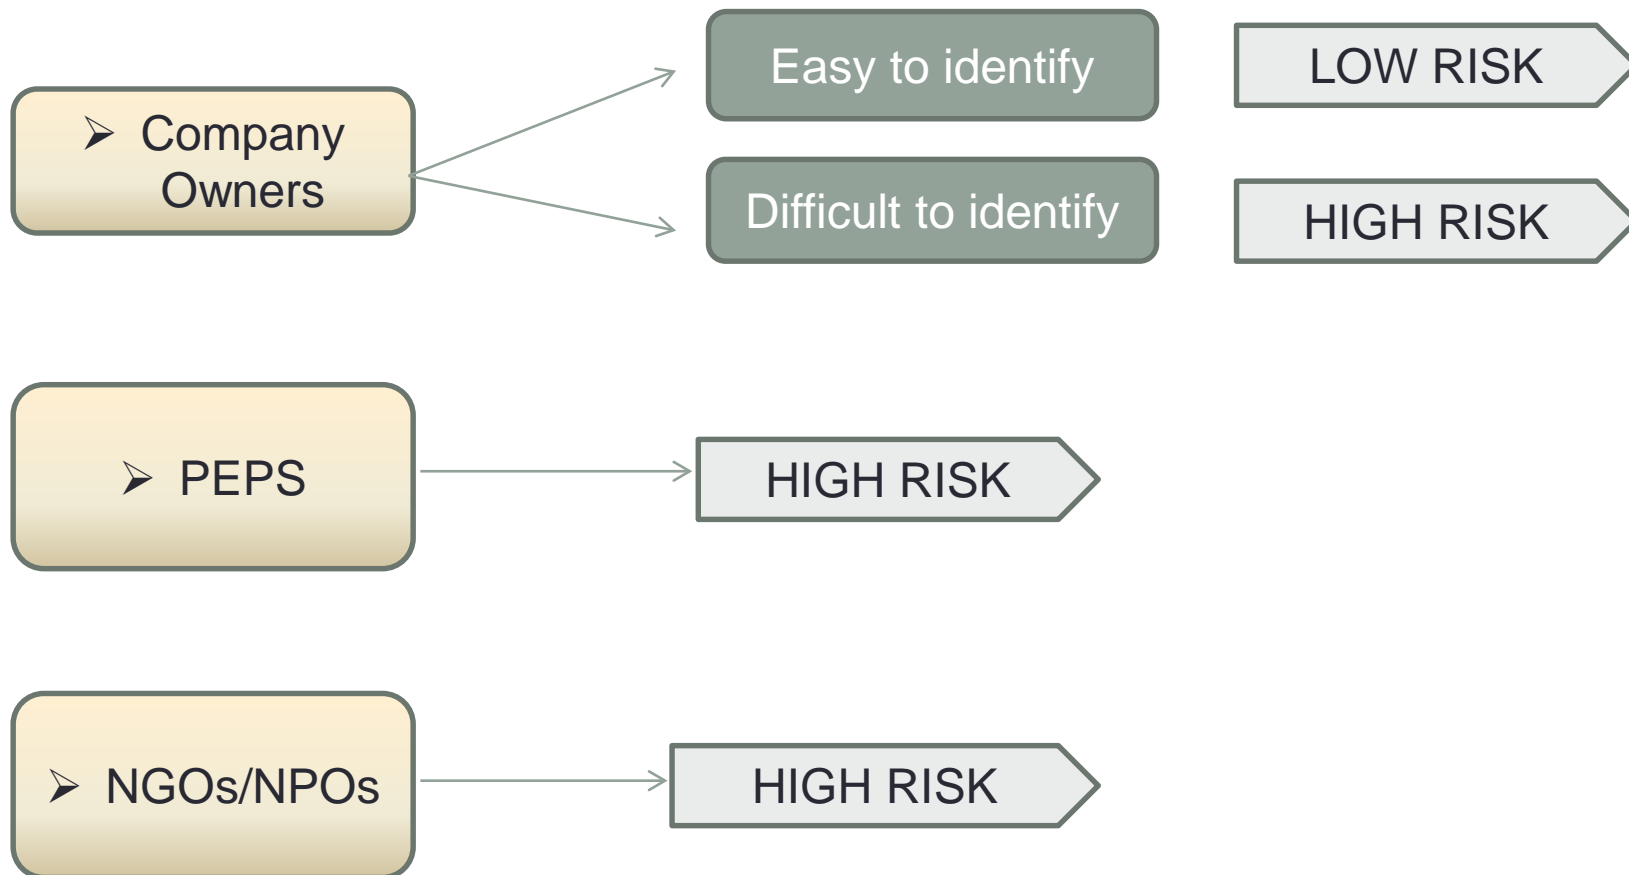 Easy to identify
LOW RISK
➢ Company
Owners
Difficult to identify
HIGH RISK
➢ PEPS
HIGH RISK
➢ NGOs/NPOs
HIGH RISK